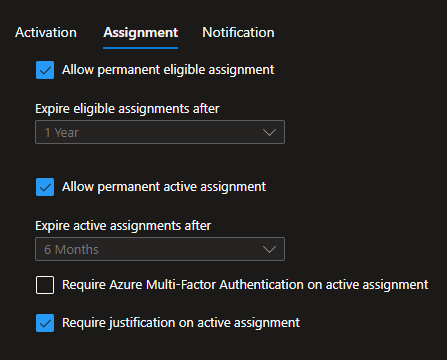 Activation Assignment Notification
Allow permanent eligible assignment
Expire eligible assignments after
1 Year
Allow permanent active assignment
Expire active assignments after
6 Months
Require Azure Multi-Factor Authentication on active assignment
Require justification on active assignment